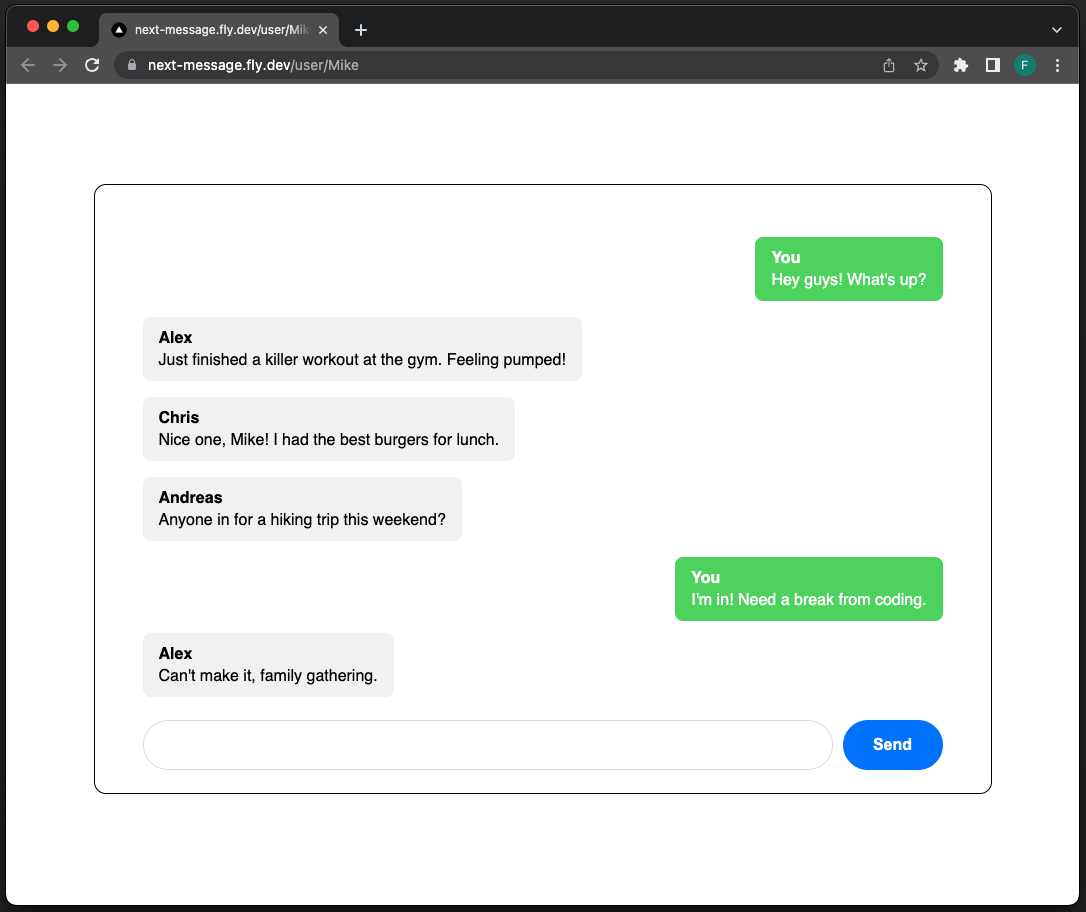 next-message.fly.dev/user/Mik
next-message.fly.dev/user/Mike
F
You
Hey guys! What's up?
Alex
Just finished a killer workout at the gym. Feeling pumped!
Chris
Nice one, Mike! I had the best burgers for lunch.
Andreas
Anyone in for a hiking trip this weekend?
You
I'm in! Need a break from coding.
Alex
Can't make it, family gathering.
Send